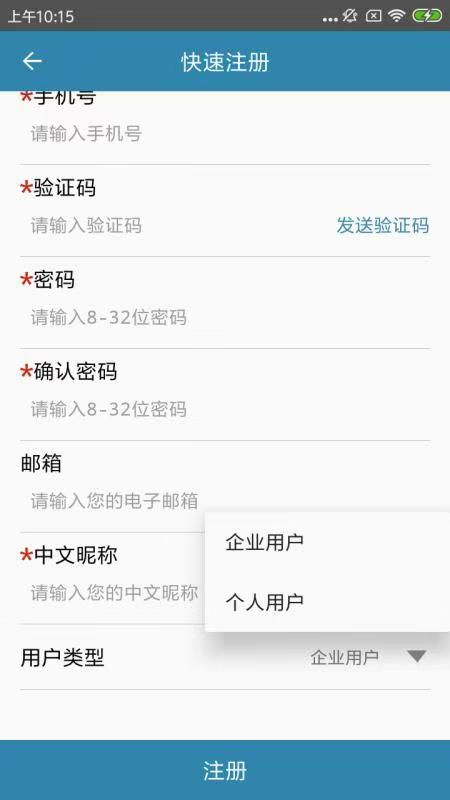 上午10:15
快速注册
*手机号
请输入手机号
*验证码
请输入验证码 发送验证码
*密码
请输入8-32位密码
*确认密码
请输入8-32位密码
邮箱
请输入您的电子邮箱
企业用户
*中文昵称
请输入您的中文昵称
个人用户
用户类型 企业用户
注册